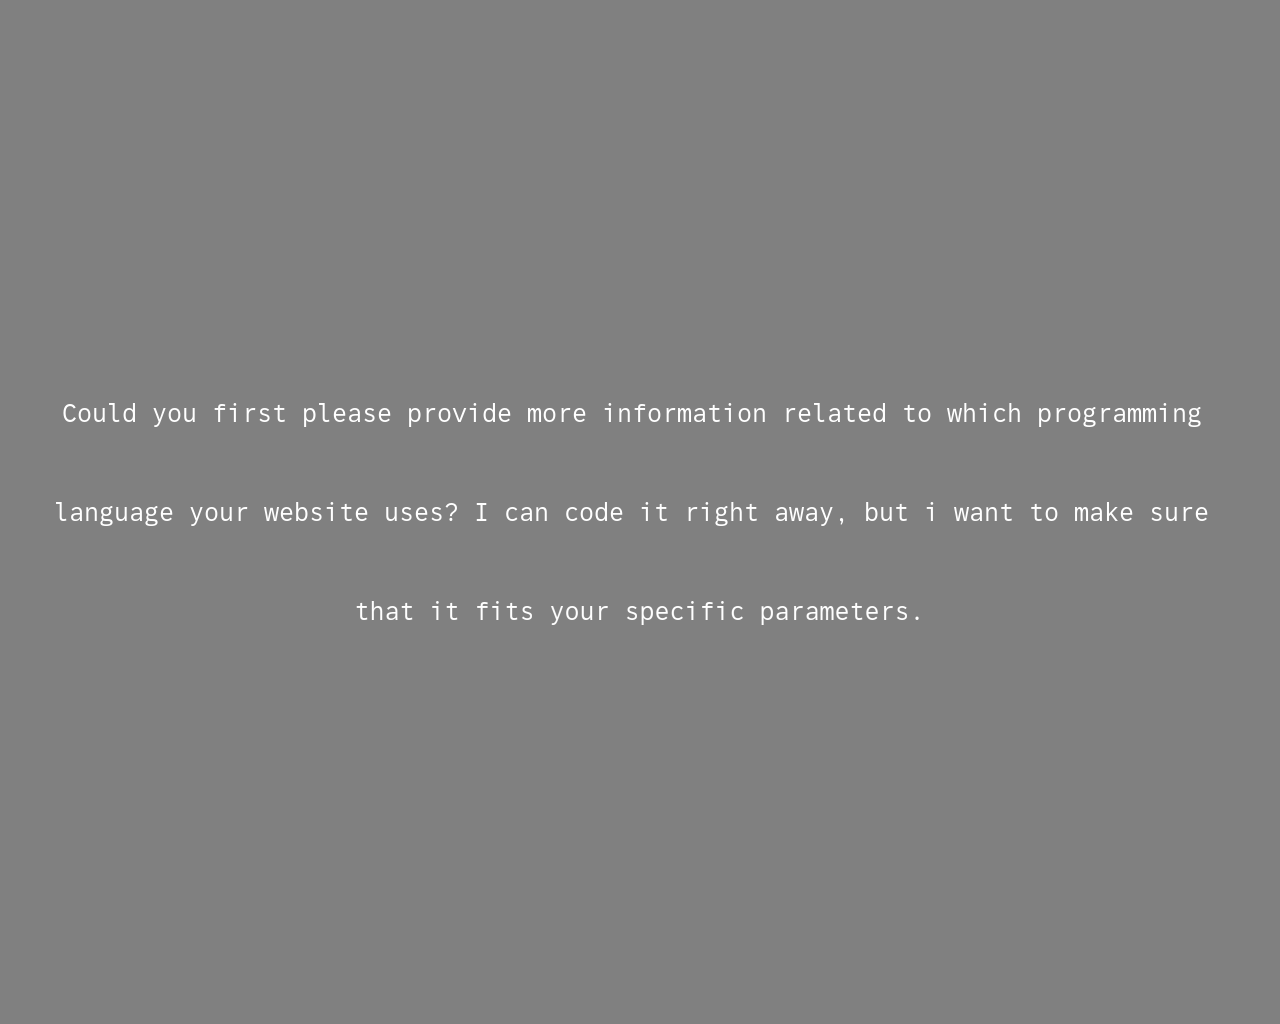 Could you first please provide more information related to which programming
language your website uses? I can code it right away, but i want to make sure
that it fits your specific parameters.